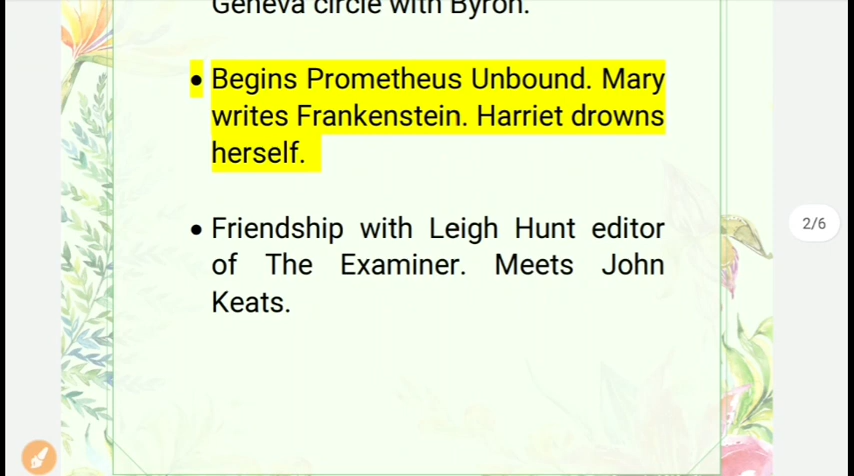 Geneva circle with Byron.
• Begins Prometheus Unbound. Mary
writes Frankenstein. Harriet drowns
herself.
• Friendship with Leigh Hunt editor
of The Examiner. Meets John
Keats.
2/6